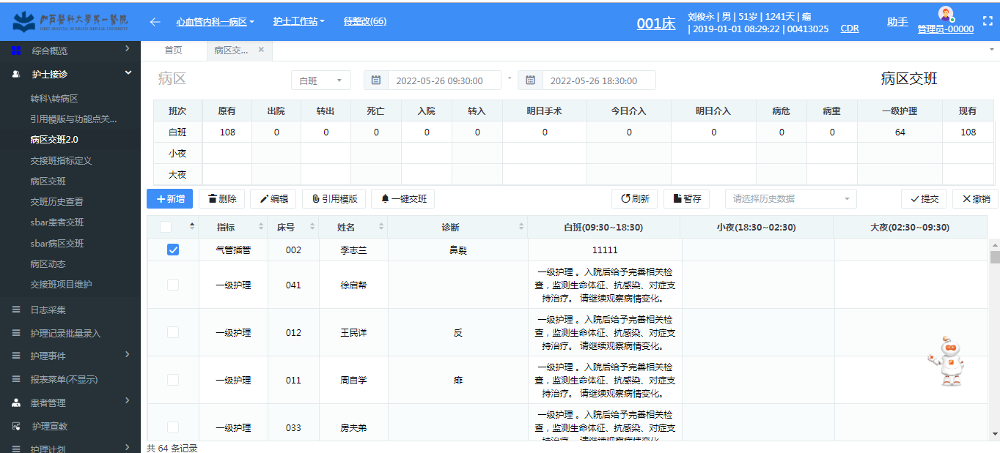 山西醫科大學第一醫院
FIRST HOSPITAL OF SHANXI MEDICAL UNIVERSITY
心血管内科一病区
护士工作站
待整改(66)
001床
刘俊永 | 男 | 51岁 | 1241天 | 瘤
| 2019-01-01 08:29:22 | 00413025
CDR
助手
管理员-00000
综合概览
护士接诊
转科\转病区
引用模版与功能点关...
病区交班2.0
交接班指标定义
病区交班
交班历史查看
sbar患者交班
sbar病区交班
病区动态
交接班项目维护
日志采集
护理记录批量录入
护理事件
报表菜单(不显示)
患者管理
护理宣教
护理计划
首页
病区交...
病区
白班
2022-05-26 09:30:00
-
2022-05-26 18:30:00
病区交班
班次 原有 出院 转出 死亡 入院 转入 明日手术 今日介入 明日介入 病危 病重 一级护理 现有
白班 108 0 0 0 0 0 0 0 0 0 0 64 108
小夜
大夜
新增 删除 编辑 引用模版 一键交班 刷新 暂存 请选择历史数据 提交 撤销
指标 床号 姓名 诊断 白班(09:30~18:30) 小夜(18:30~02:30) 大夜(02:30~09:30)
气管插管 002 李志兰 鼻裂 11111
一级护理 041 徐启帮
一级护理 。入院后给予完善相关检
查，监测生命体征、抗感染、对症支
持治疗。 请继续观察病情变化。
一级护理 012 王民详 反
一级护理 。入院后给予完善相关检
查，监测生命体征、抗感染、对症支
持治疗。 请继续观察病情变化。
一级护理 011 周自学 痱
一级护理 。入院后给予完善相关检
查，监测生命体征、抗感染、对症支
持治疗。 请继续观察病情变化。
一级护理 033 房夫弟
一级护理 。入院后给予完善相关检
查，监测生命体征、抗感染、对症支
持治疗。 请继续观察病情变化。
共 64 条记录